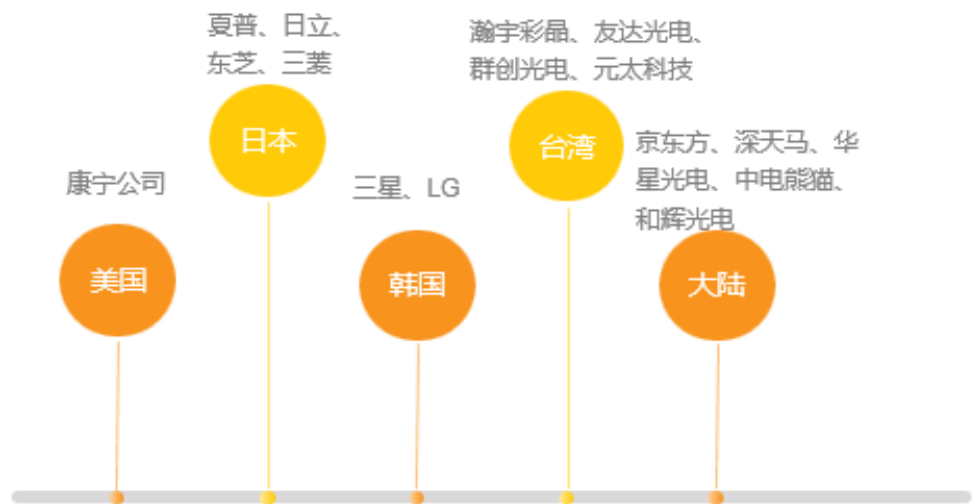 康宁公司
美国
夏普、日立、
东芝、三菱
日本
三星、LG
韩国
瀚宇彩晶、友达光电、
群创光电、元太科技
台湾
京东方、深天马、华
星光电、中电熊猫、
和辉光电
大陆